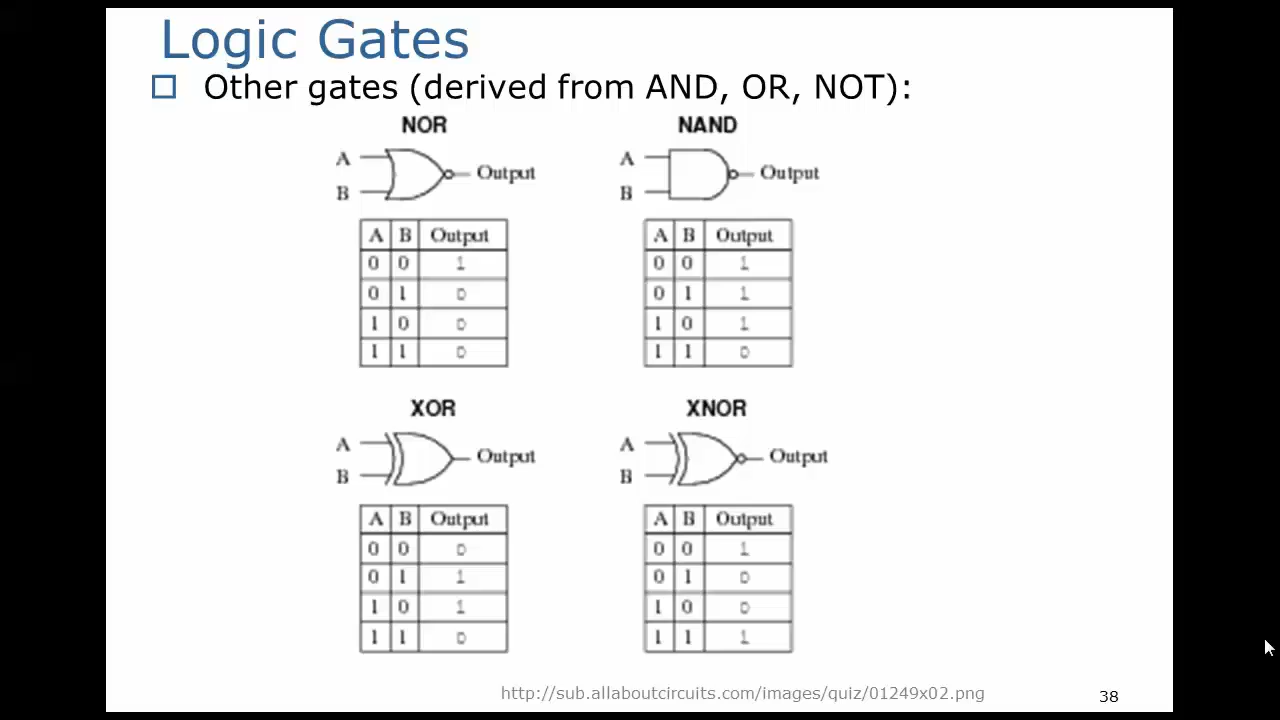 Logic Gates
Other gates (derived from AND, OR, NOT):
NOR
A
B
Output
A B Output
0 0 1
0 1 0
1 0 0
1 1 0
NAND
A
B
Output
A B Output
0 0 1
0 1 1
1 0 1
1 1 0
XOR
A
B
Output
A B Output
0 0 0
0 1 1
1 0 1
1 1 0
XNOR
A
B
Output
A B Output
0 0 1
0 1 0
1 0 0
1 1 1
http://sub.allaboutcircuits.com/images/quiz/01249x02.png
38